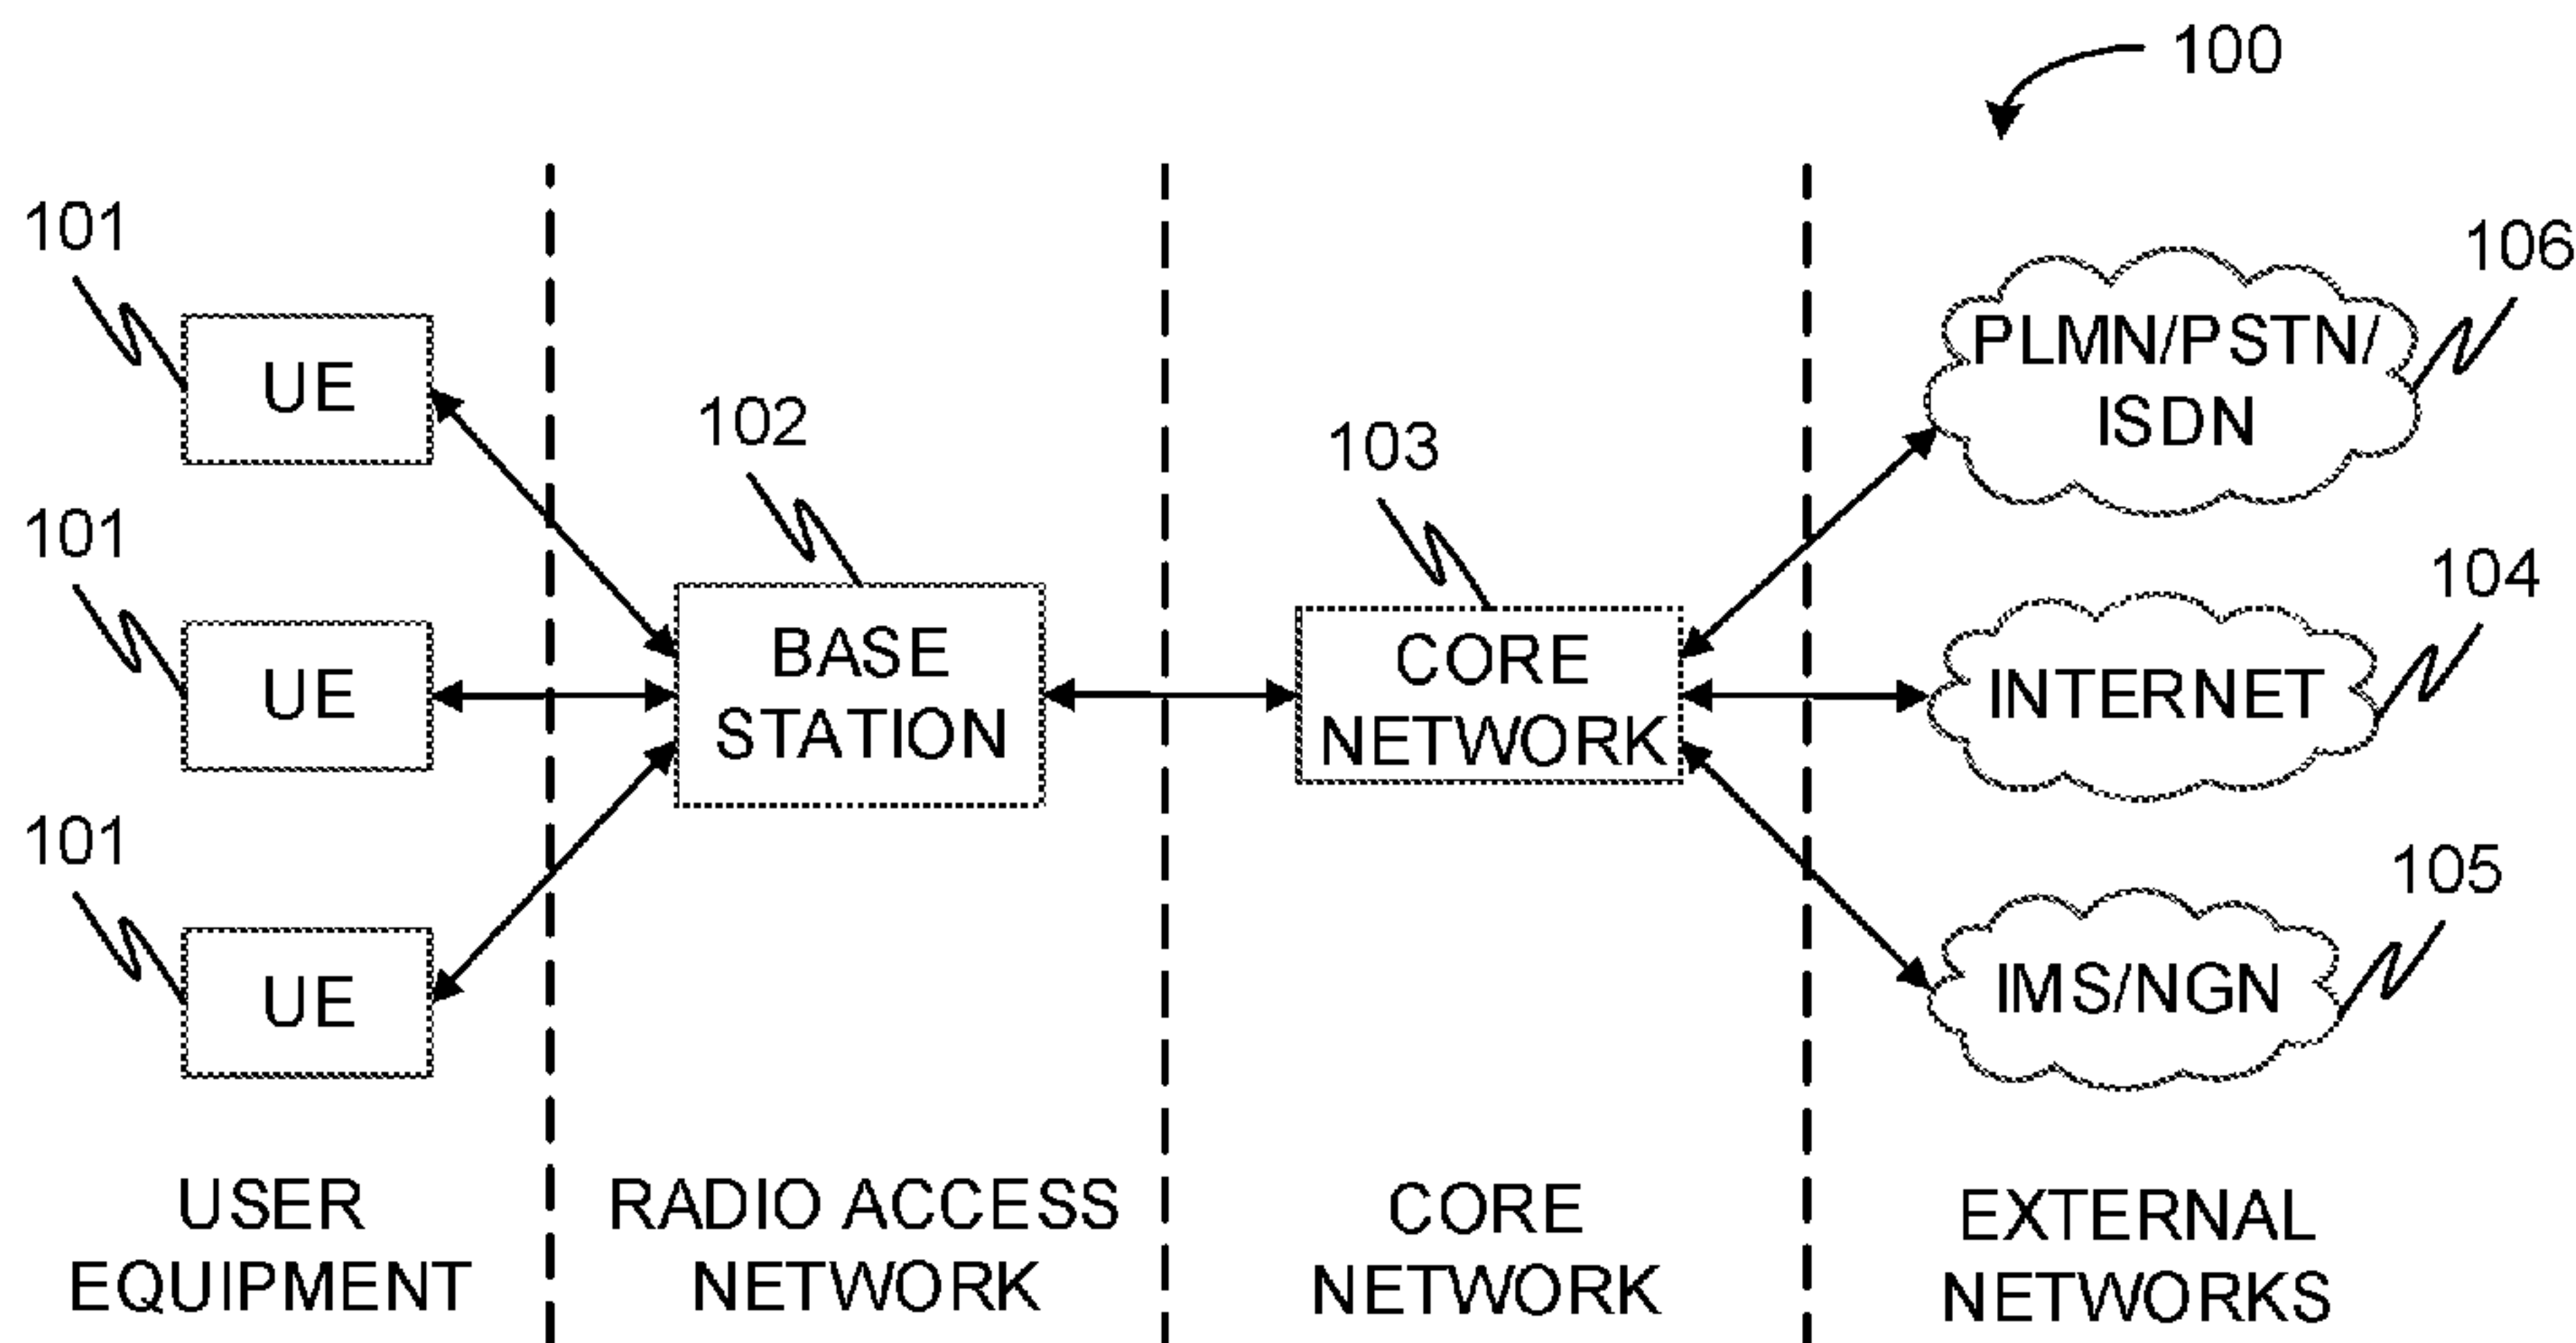 100
101
UE
101
UE
101
UE
102
BASE
STATION
103
CORE
NETWORK
106
PLMN/PSTN/
ISDN
104
INTERNET
105
IMS/NGN
USER
EQUIPMENT
RADIO ACCESS
NETWORK
CORE
NETWORK
EXTERNAL
NETWORKS